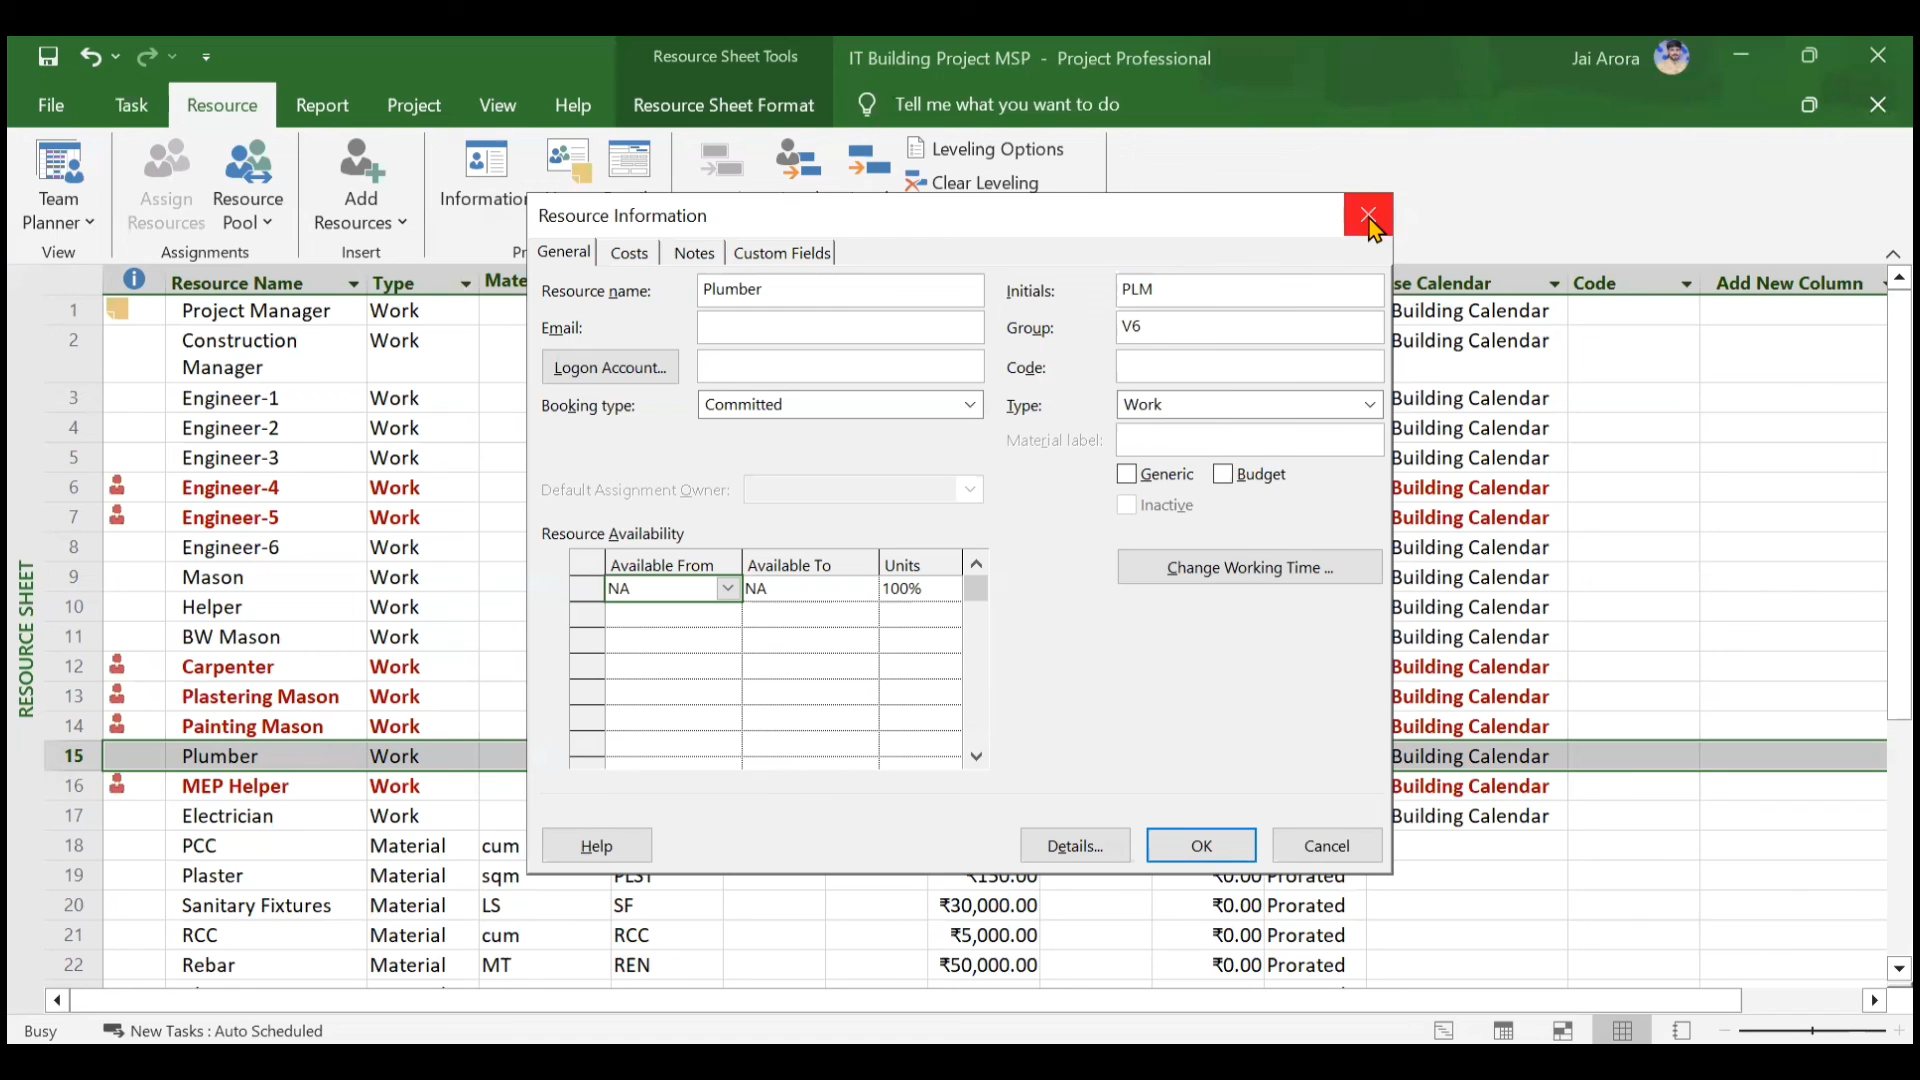 Resource Sheet Tools
IT Building Project MSP - Project Professional
Jai Arora
File Task Resource Report Project View Help Resource Sheet Format Tell me what you want to do
Team Planner
View
Assign Resources
Resource Pool
Assignments
Add Resources
Insert
Information
Leveling Options
Clear Leveling
Resource Information
General Costs Notes Custom Fields
Resource name: Plumber Initials: PLM
Email: Group: V6
Logon Account... Code:
Booking type: Committed Type: Work
Material label:
Generic Budget
Default Assignment Owner: Inactive
Resource Availability
Available From Available To Units
NA NA 100%
Change Working Time ...
Help Details... OK Cancel
RESOURCE SHEET
Resource Name Type Mate se Calendar Code Add New Column
1 Project Manager Work Building Calendar
2 Construction Manager Work Building Calendar
3 Engineer-1 Work Building Calendar
4 Engineer-2 Work Building Calendar
5 Engineer-3 Work Building Calendar
6 Engineer-4 Work Building Calendar
7 Engineer-5 Work Building Calendar
8 Engineer-6 Work Building Calendar
9 Mason Work Building Calendar
10 Helper Work Building Calendar
11 BW Mason Work Building Calendar
12 Carpenter Work Building Calendar
13 Plastering Mason Work Building Calendar
14 Painting Mason Work Building Calendar
15 Plumber Work Building Calendar
16 MEP Helper Work Building Calendar
17 Electrician Work Building Calendar
18 PCC Material cum
19 Plaster Material sqm PLST ₹150.00 ₹0.00 Prorated
20 Sanitary Fixtures Material LS SF ₹30,000.00 ₹0.00 Prorated
21 RCC Material cum RCC ₹5,000.00 ₹0.00 Prorated
22 Rebar Material MT REN ₹50,000.00 ₹0.00 Prorated
Busy New Tasks : Auto Scheduled